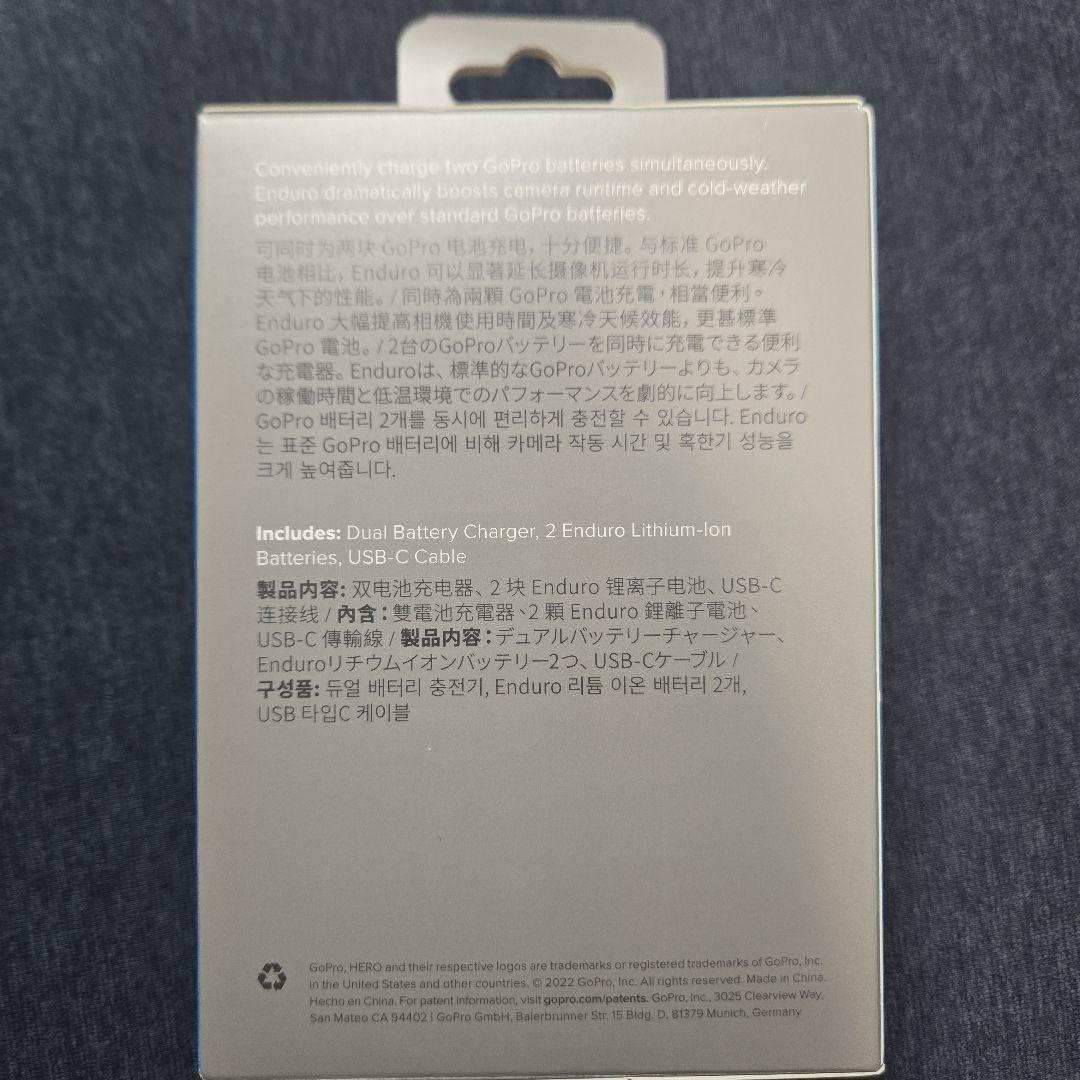 Conveniently charge two GoPro batteries simultaneously.
Enduro dramatically boosts camera runtime and cold-weather
performance over standard GoPro batteries.
可同时为两块 GoPro 电池充电，十分便捷。与标准 GoPro
电池相比，Enduro 可以显著延长摄像机运行时长，提升寒冷
天气下的性能。/ 同時為兩顆 GoPro 電池充電，相當便利。
Enduro 大幅提高相機使用時間及寒冷天候效能，更甚標準
GoPro 電池。/ 2台のGoProバッテリーを同時に充電できる便利
な充電器。Enduroは、標準的なGoProバッテリーよりも、カメラ
の稼働時間と低温環境でのパフォーマンスを劇的に向上します。/
GoPro 배터리 2개를 동시에 편리하게 충전할 수 있습니다. Enduro
는 표준 GoPro 배터리에 비해 카메라 작동 시간 및 혹한기 성능을
크게 높여줍니다.
Includes: Dual Battery Charger, 2 Enduro Lithium-Ion
Batteries, USB-C Cable
製品内容: 双电池充电器、2 块 Enduro 锂离子电池、USB-C
连接线 / 內含：雙電池充電器、2 顆 Enduro 鋰離子電池、
USB-C 傳輸線 / 製品内容：デュアルバッテリーチャージャー、
Enduroリチウムイオンバッテリー2つ、USB-Cケーブル /
구성품: 듀얼 배터리 충전기, Enduro 리튬 이온 배터리 2개,
USB 타입C 케이블
GoPro, HERO and their respective logos are trademarks or registered trademarks of GoPro, Inc.
in the United States and other countries. © 2022 GoPro, Inc. All rights reserved. Made in China.
Hecho en China. For patent information, visit gopro.com/patents. GoPro, Inc., 3025 Clearview Way,
San Mateo CA 94402 | GoPro GmbH, Baierbrunner Str. 15 Bldg. D, 81379 Munich, Germany